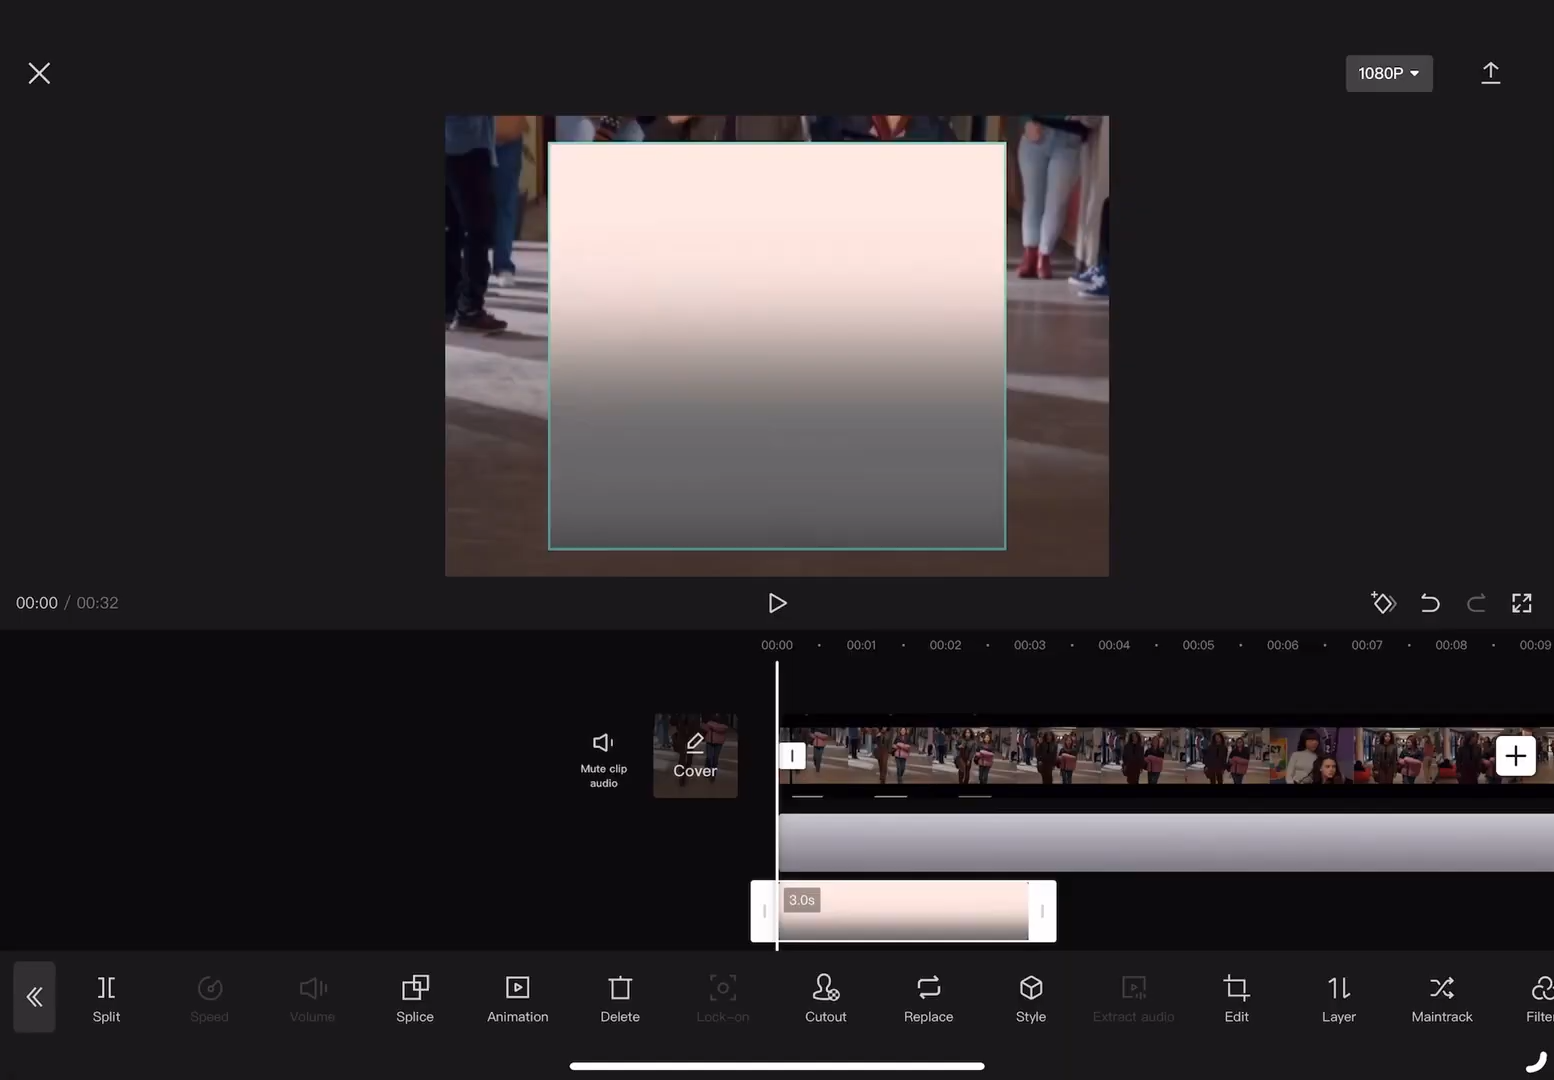 1080P
00:00 / 00:32
00:00 00:01 00:02 00:03 00:04 00:05 00:06 00:07 00:08 00:09
Mute clip
audio
Cover
3.0s
Split Speed Volume Splice Animation Delete Lock-on Cutout Replace Style Extract audio Edit Layer Maintrack Filter